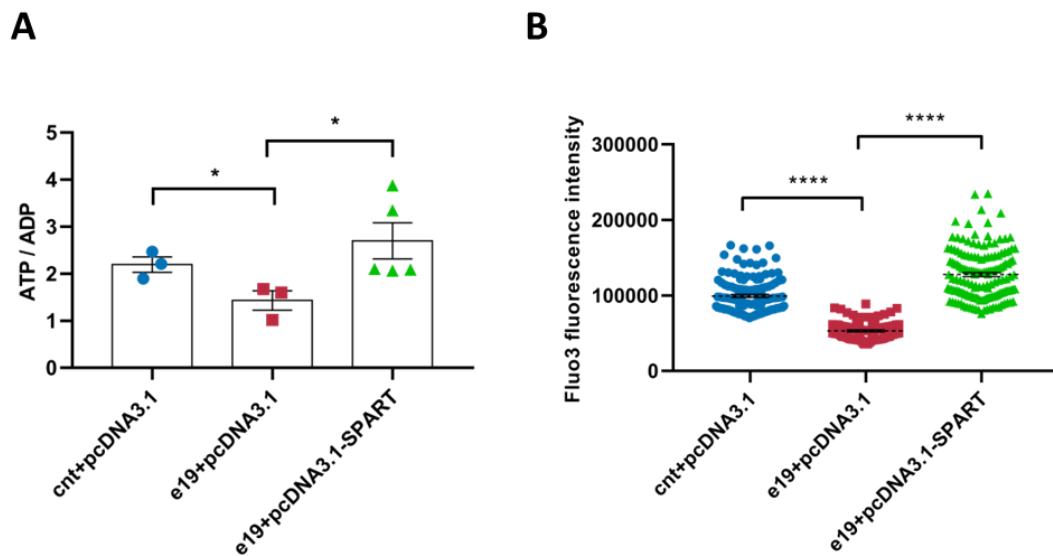 A
B
ATP / ADP
5
4
3
2
1
0
*
*
cnt+pcDNA3.1
e19+pcDNA3.1
e19+pcDNA3.1-SPART
Fluo3 fluorescence intensity
300000
200000
100000
0
****
****
cnt+pcDNA3.1
e19+pcDNA3.1
e19+pcDNA3.1-SPART